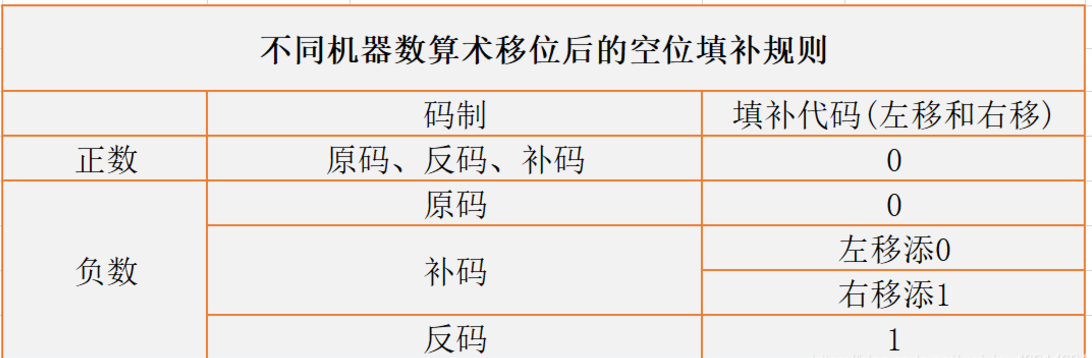 不同机器数算术移位后的空位填补规则
码制 填补代码(左移和右移)
正数 原码、反码、补码 0
负数 原码 0
补码 左移添0
右移添1
反码 1